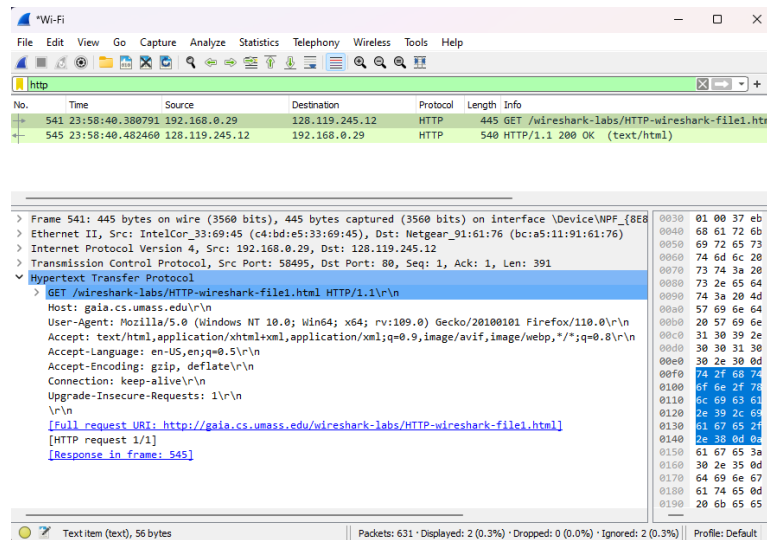 *Wi-Fi
File Edit View Go Capture Analyze Statistics Telephony Wireless Tools Help
http
No. Time Source Destination Protocol Length Info
541 23:58:40.380791 192.168.0.29 128.119.245.12 HTTP 445 GET /wireshark-labs/HTTP-wireshark-file1.htm
545 23:58:40.482460 128.119.245.12 192.168.0.29 HTTP 540 HTTP/1.1 200 OK (text/html)
Frame 541: 445 bytes on wire (3560 bits), 445 bytes captured (3560 bits) on interface \Device\NPF_{8E8
Ethernet II, Src: IntelCor_33:69:45 (c4:bd:e5:33:69:45), Dst: Netgear_91:61:76 (bc:a5:11:91:61:76)
Internet Protocol Version 4, Src: 192.168.0.29, Dst: 128.119.245.12
Transmission Control Protocol, Src Port: 58495, Dst Port: 80, Seq: 1, Ack: 1, Len: 391
Hypertext Transfer Protocol
GET /wireshark-labs/HTTP-wireshark-file1.html HTTP/1.1\r\n
Host: gaia.cs.umass.edu\r\n
User-Agent: Mozilla/5.0 (Windows NT 10.0; Win64; x64; rv:109.0) Gecko/20100101 Firefox/110.0\r\n
Accept: text/html,application/xhtml+xml,application/xml;q=0.9,image/avif,image/webp,*/*;q=0.8\r\n
Accept-Language: en-US,en;q=0.5\r\n
Accept-Encoding: gzip, deflate\r\n
Connection: keep-alive\r\n
Upgrade-Insecure-Requests: 1\r\n
\r\n
[Full request URI: http://gaia.cs.umass.edu/wireshark-labs/HTTP-wireshark-file1.html]
[HTTP request 1/1]
[Response in frame: 545]
0030 01 00 37 eb
0040 68 61 72 6b
0050 69 72 65 73
0060 74 6d 6c 20
0070 73 74 3a 20
0080 73 2e 65 64
0090 74 3a 20 4d
00a0 57 69 6e 64
00b0 20 57 69 6e
00c0 31 30 39 2e
00d0 30 30 31 30
00e0 30 2e 30 0d
00f0 74 2f 68 74
0100 6f 6e 2f 78
0110 6c 69 63 61
0120 2e 39 2c 69
0130 61 67 65 2f
0140 2e 38 0d 0a
0150 61 67 65 3a
0160 30 2e 35 0d
0170 64 69 6e 67
0180 61 74 65 0d
0190 20 6b 65 65
Text item (text), 56 bytes Packets: 631 · Displayed: 2 (0.3%) · Dropped: 0 (0.0%) · Ignored: 2 (0.3%) Profile: Default